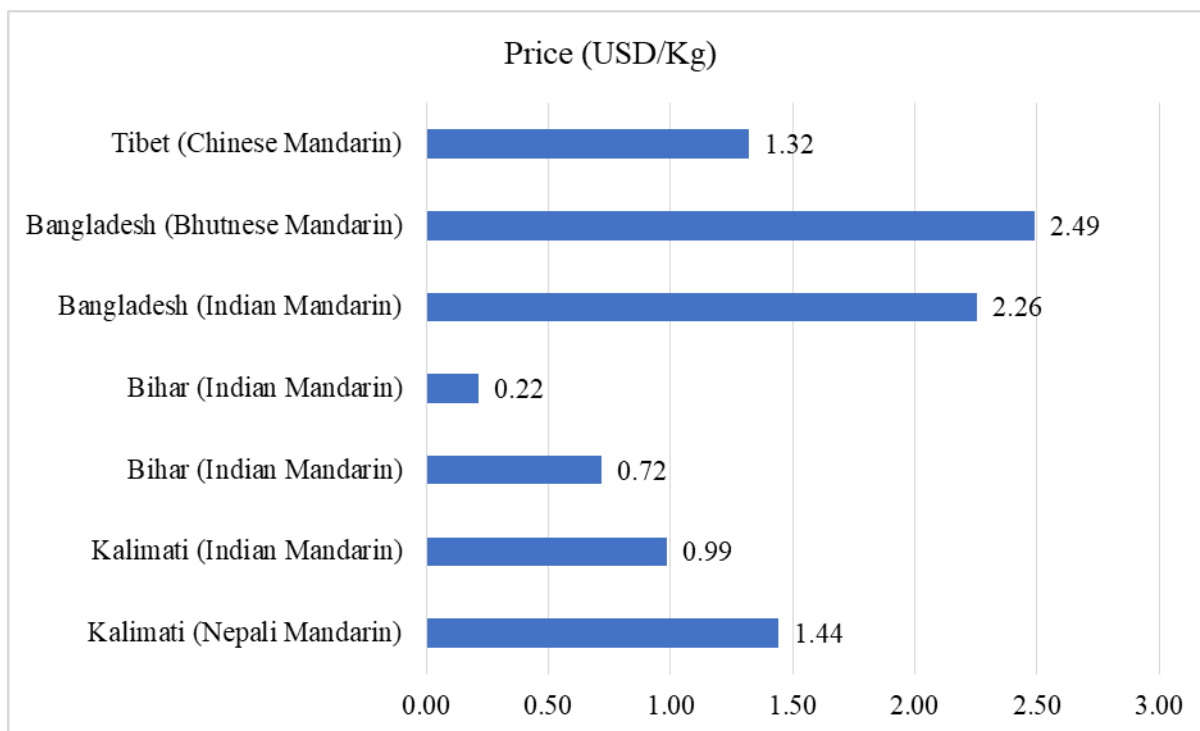 Price (USD/Kg)
Tibet (Chinese Mandarin) 1.32
Bangladesh (Bhutnese Mandarin) 2.49
Bangladesh (Indian Mandarin) 2.26
Bihar (Indian Mandarin) 0.22
Bihar (Indian Mandarin) 0.72
Kalimati (Indian Mandarin) 0.99
Kalimati (Nepali Mandarin) 1.44
0.00 0.50 1.00 1.50 2.00 2.50 3.00